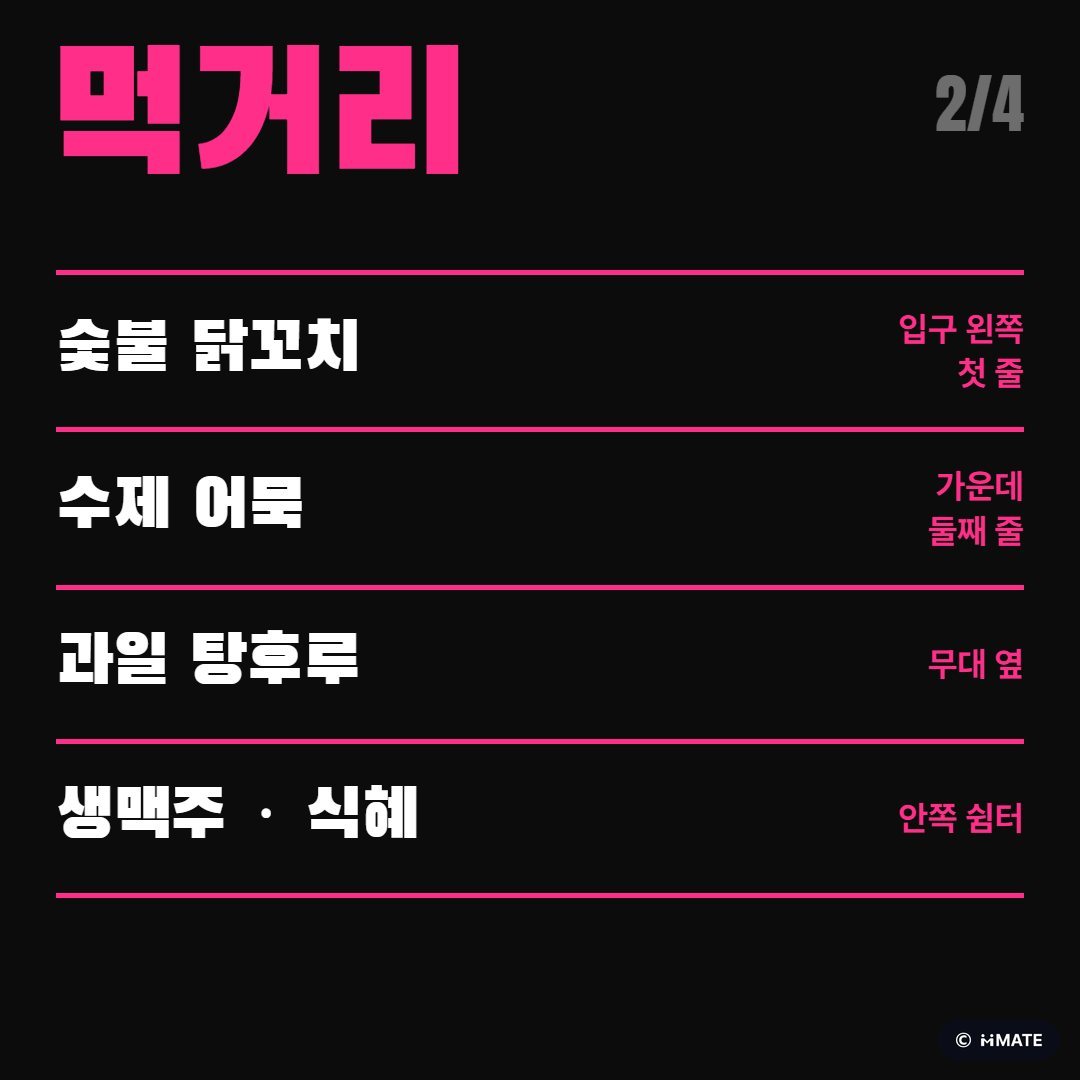 먹거리
2/4
숯불 닭꼬치
입구 왼쪽
첫 줄
수제 어묵
가운데
둘째 줄
과일 탕후루
무대 옆
생맥주 · 식혜
안쪽 쉼터
© MMATE